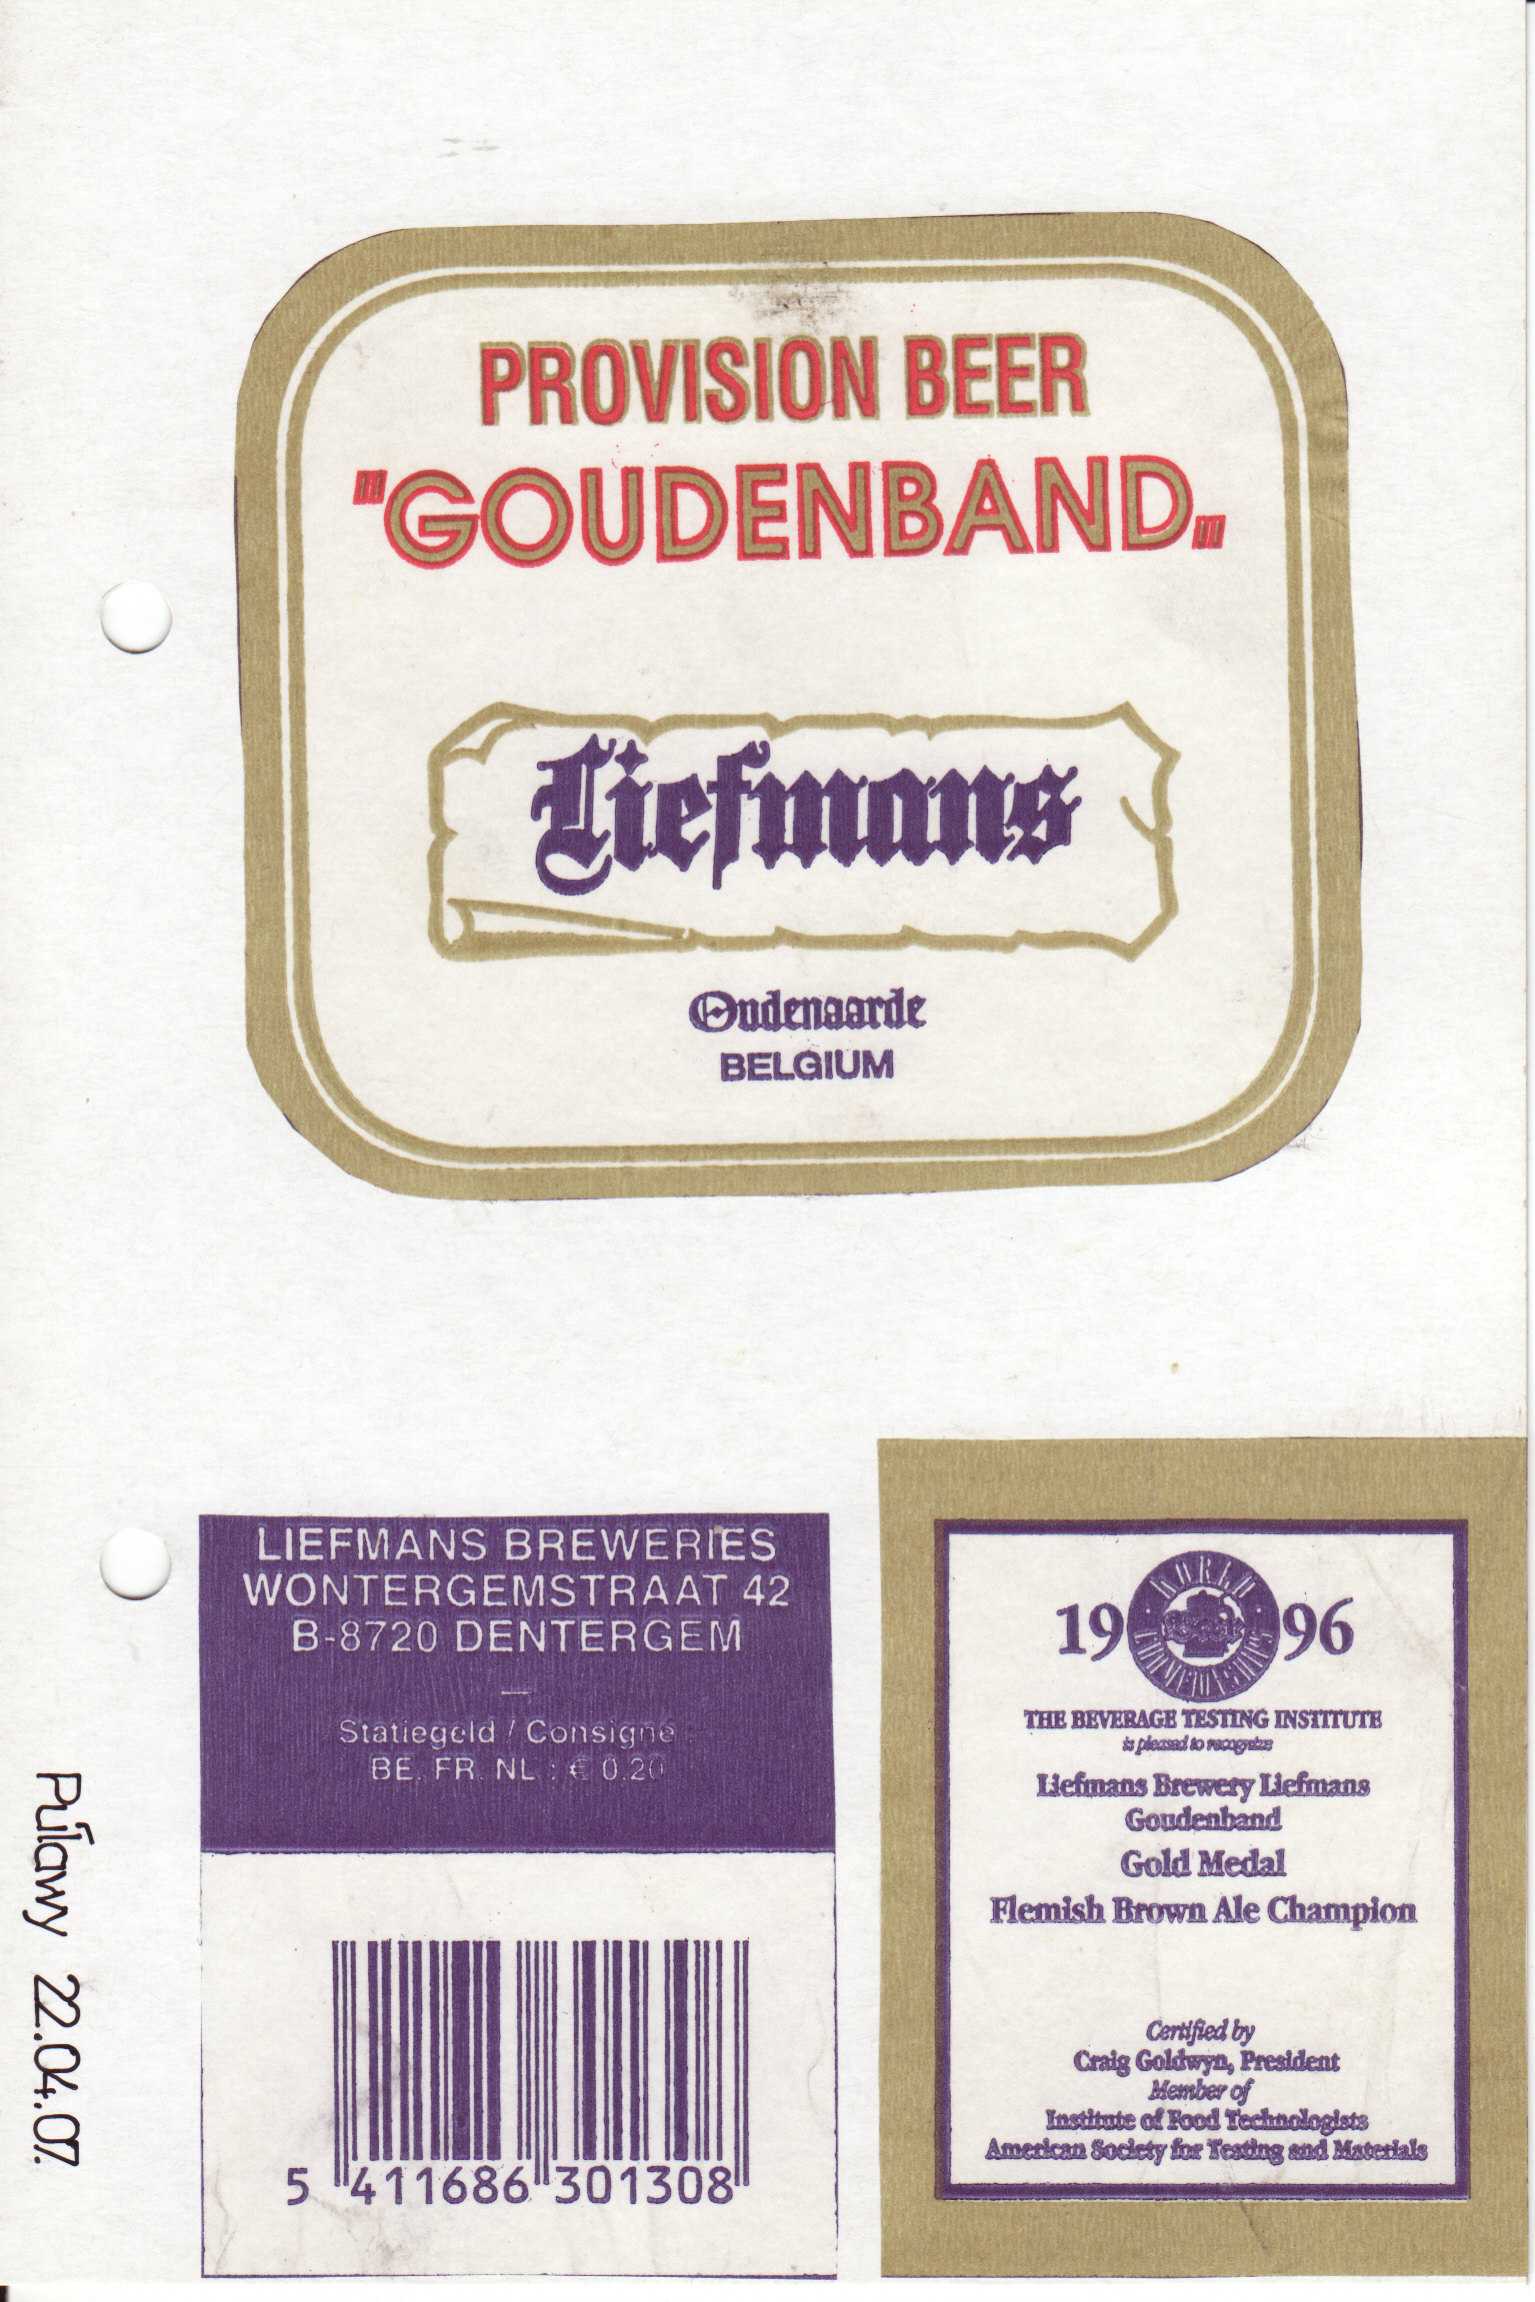 PROVISION BEER
"GOUDENBAND"
Liefmans
Oudenaarde
BELGIUM
LIEFMANS BREWERIES
WONTERGEMSTRAAT 42
B-8720 DENTERGEM
—
Statiegeld / Consigne :
BE. FR. NL : € 0.20
5 411686 301308
19 WORLD CHAMPIONSHIPS 96
THE BEVERAGE TESTING INSTITUTE
is pleased to recognize
Liefmans Brewery Liefmans
Goudenband
Gold Medal
Flemish Brown Ale Champion
Certified by
Craig Goldwyn, President
Member of
Institute of Food Technologists
American Society for Testing and Materials
Puławy 22.04.07.